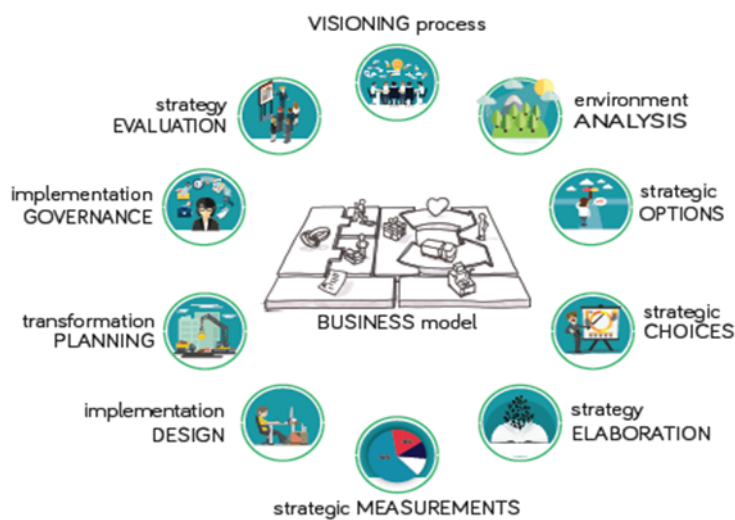 VISIONING process
environment
ANALYSIS
strategic
OPTIONS
strategic
CHOICES
strategy
ELABORATION
strategic MEASUREMENTS
implementation
DESIGN
transformation
PLANNING
implementation
GOVERNANCE
strategy
EVALUATION
BUSINESS model